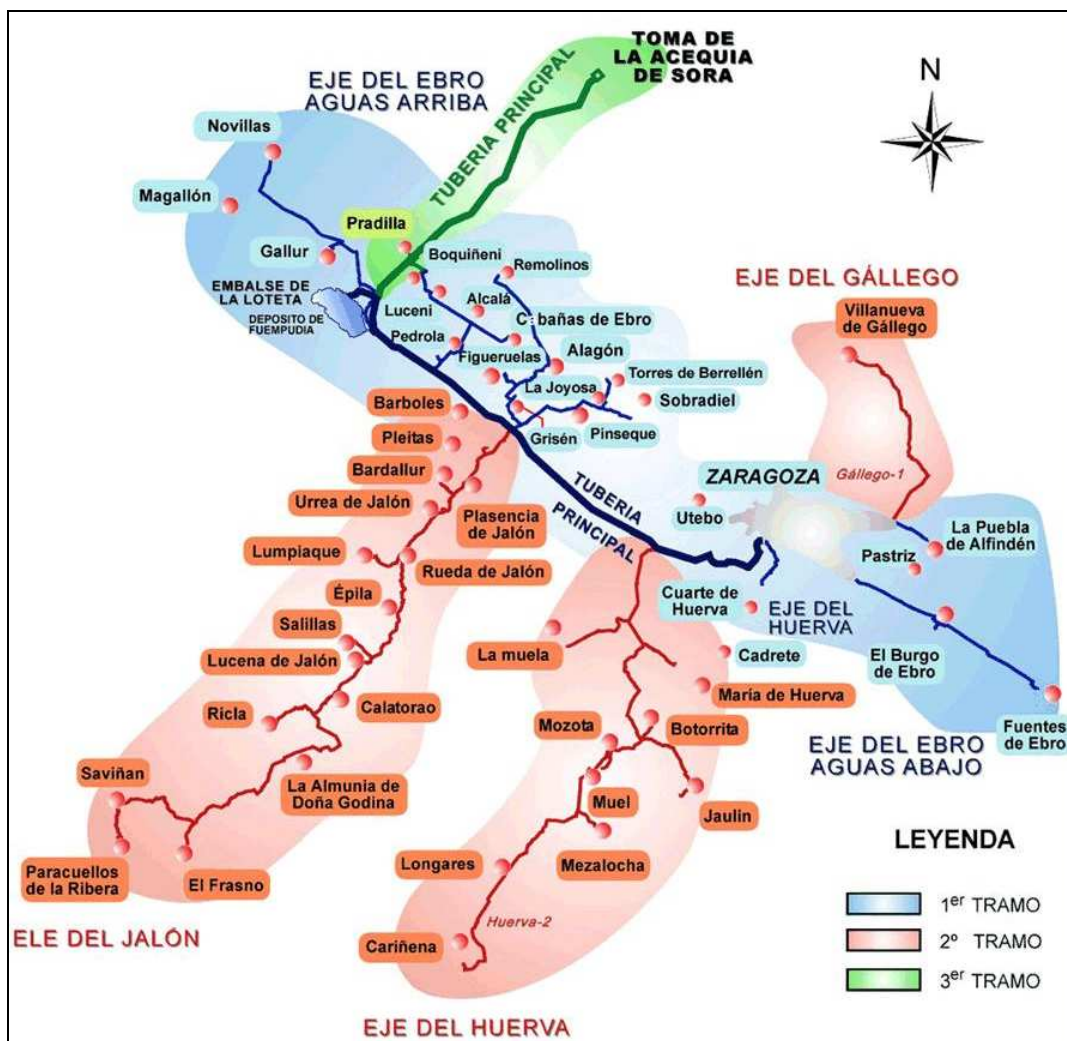 TOMA DE
LA ACEQUIA
DE SORA
N
EJE DEL EBRO
AGUAS ARRIBA
TUBERIA PRINCIPAL
Novillas
Magallón
Pradilla
Gallur
Boquiñeni
Remolinos
EJE DEL GÁLLEGO
EMBALSE DE
LA LOTETA
DEPOSITO DE
FUEMPUDIA
Luceni
Alcalá
Villanueva
de Gállego
Pedrola
Cabañas de Ebro
Figueruelas
Alagón
Torres de Berrellén
La Joyosa
Sobradiel
Barboles
Grisén
Pinseque
Pleitas
Bardallur
ZARAGOZA
Gállego-1
Urrea de Jalón
TUBERIA
PRINCIPAL
Utebo
Plasencia
de Jalón
La Puebla
de Alfindén
Pastriz
Lumpiaque
Rueda de Jalón
Épila
Cuarte de
Huerva
EJE DEL
HUERVA
Salillas
La muela
Cadrete
El Burgo
de Ebro
Lucena de Jalón
María de Huerva
Calatorao
Ricla
Mozota
Botorrita
Fuentes
de Ebro
EJE DEL EBRO
AGUAS ABAJO
Saviñan
La Almunia de
Doña Godina
Muel
Jaulin
LEYENDA
Mezalocha
Longares
Paracuellos
de la Ribera
El Frasno
1er TRAMO
Huerva-2
ELE DEL JALÓN
Cariñena
2º TRAMO
3er TRAMO
EJE DEL HUERVA